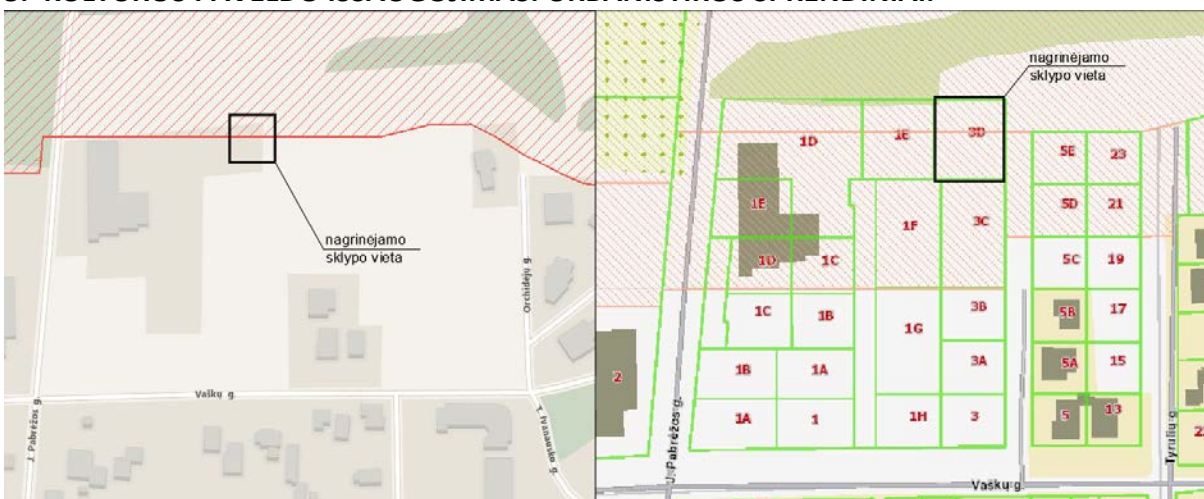 nagrinėjamo
sklypo vieta
Orchidėjų g.
J. Pabrėžos g.
Vaškų g.
T. Ivanausko g.
nagrinėjamo
sklypo vieta
1D
1E
3D
5E
23
1E
1F
3C
5D
21
1D
1C
5C
19
1C
1B
1G
3B
5B
17
1B
1A
3A
5A
15
1A
1
1H
3
5
13
2
J. Pabrėžos g.
Tyrulių g.
Vaškų g.